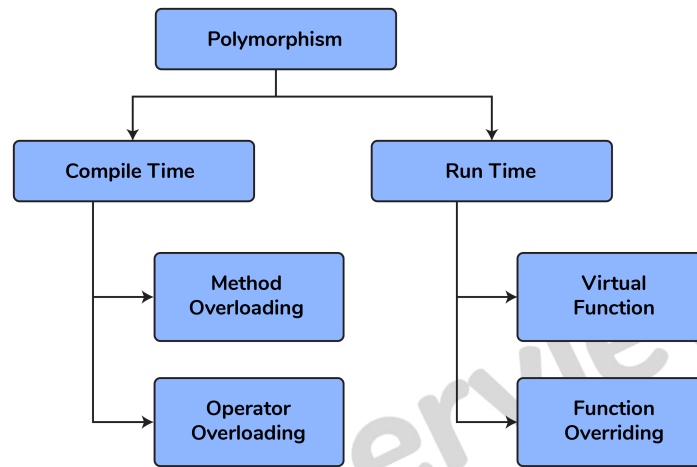 Polymorphism
Compile Time
Run Time
Method
Overloading
Virtual
Function
Operator
Overloading
Function
Overriding